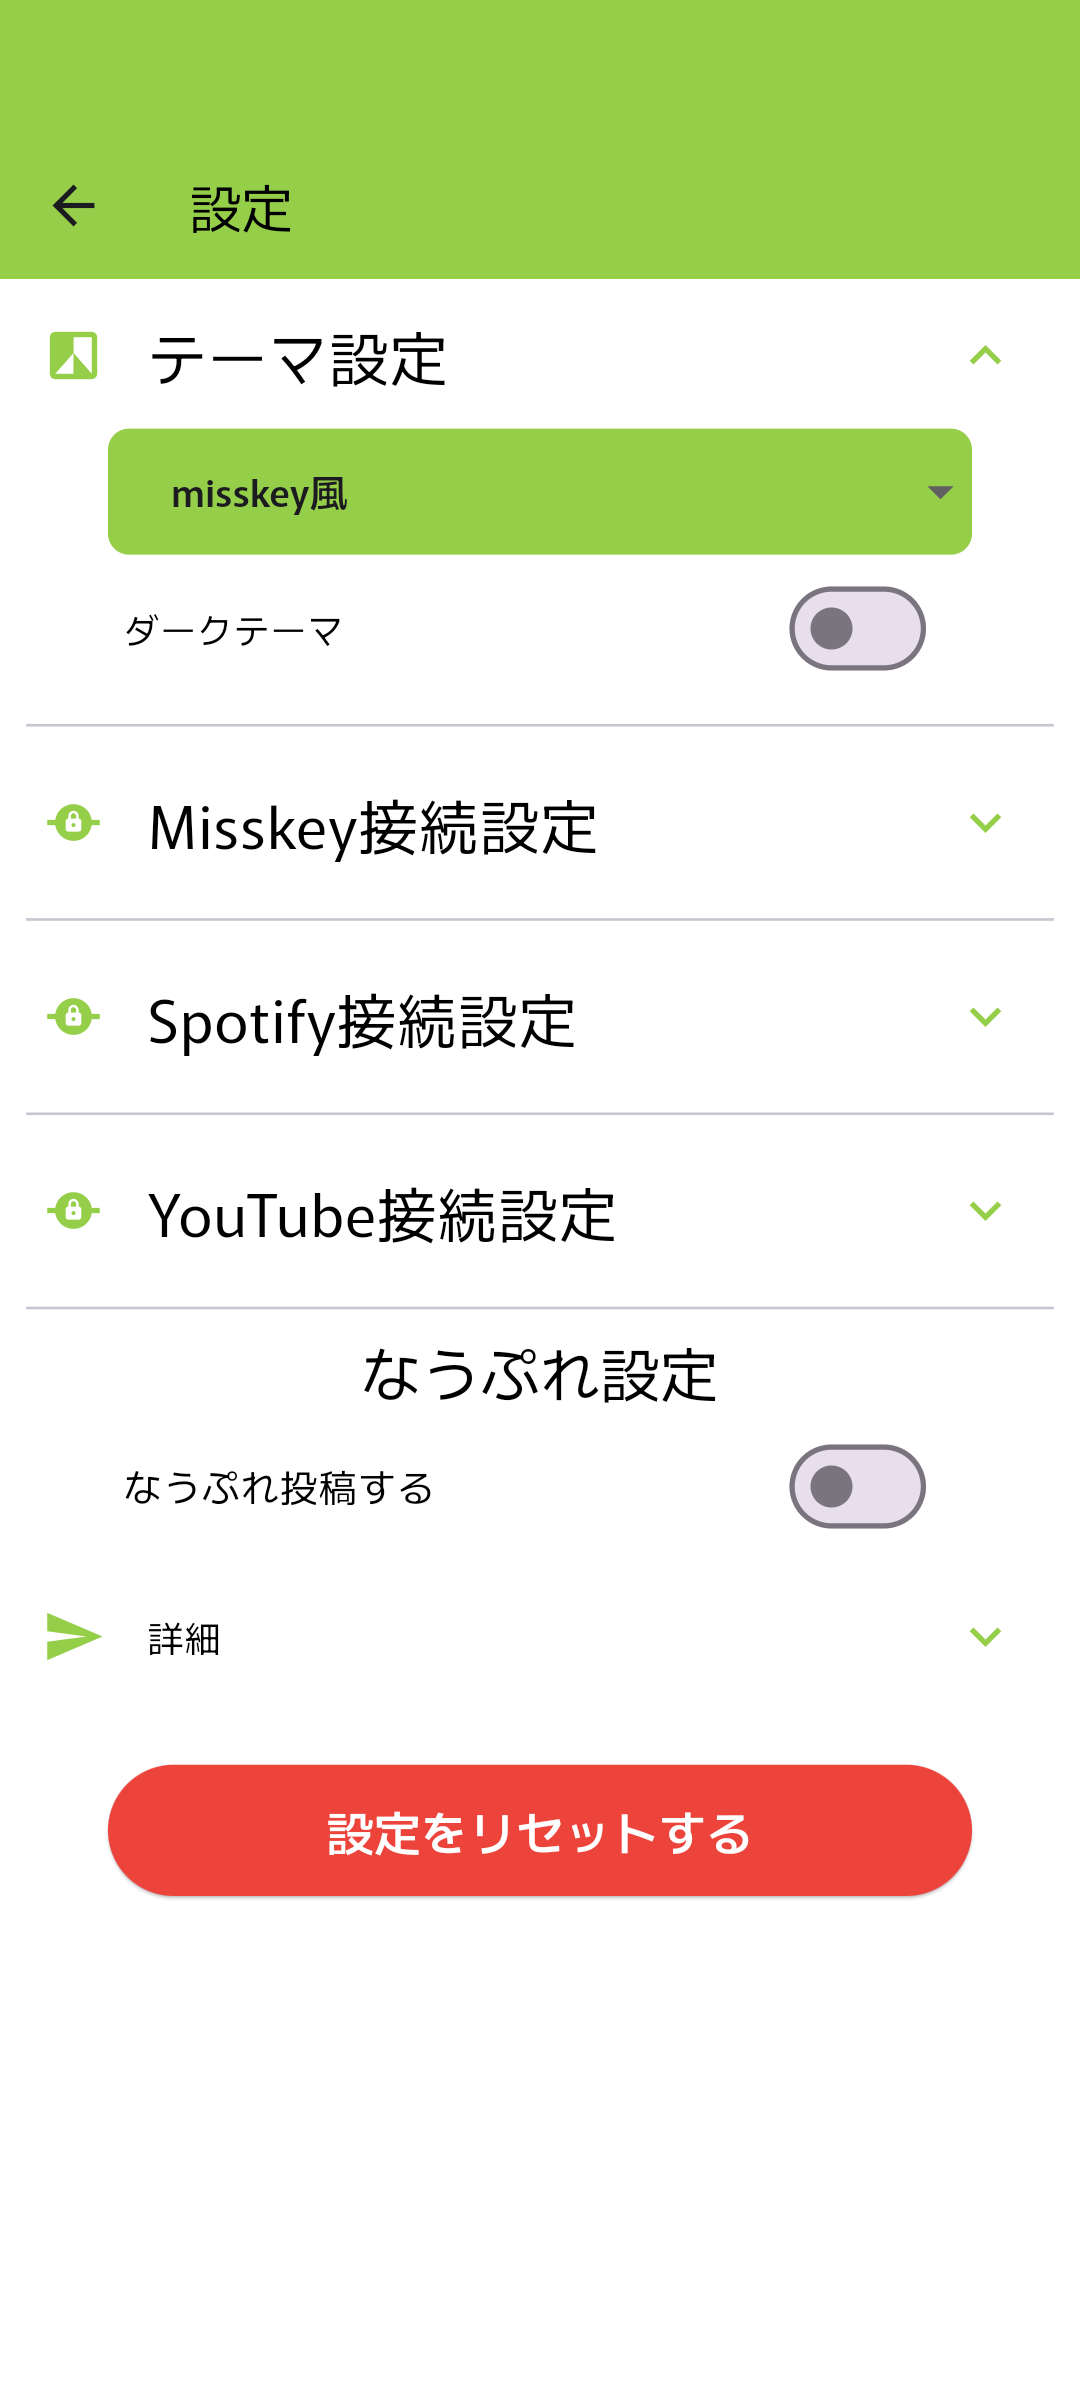 設定
テーマ設定
misskey風
ダークテーマ
Misskey接続設定
Spotify接続設定
YouTube接続設定
なうぷれ設定
なうぷれ投稿する
詳細
設定をリセットする